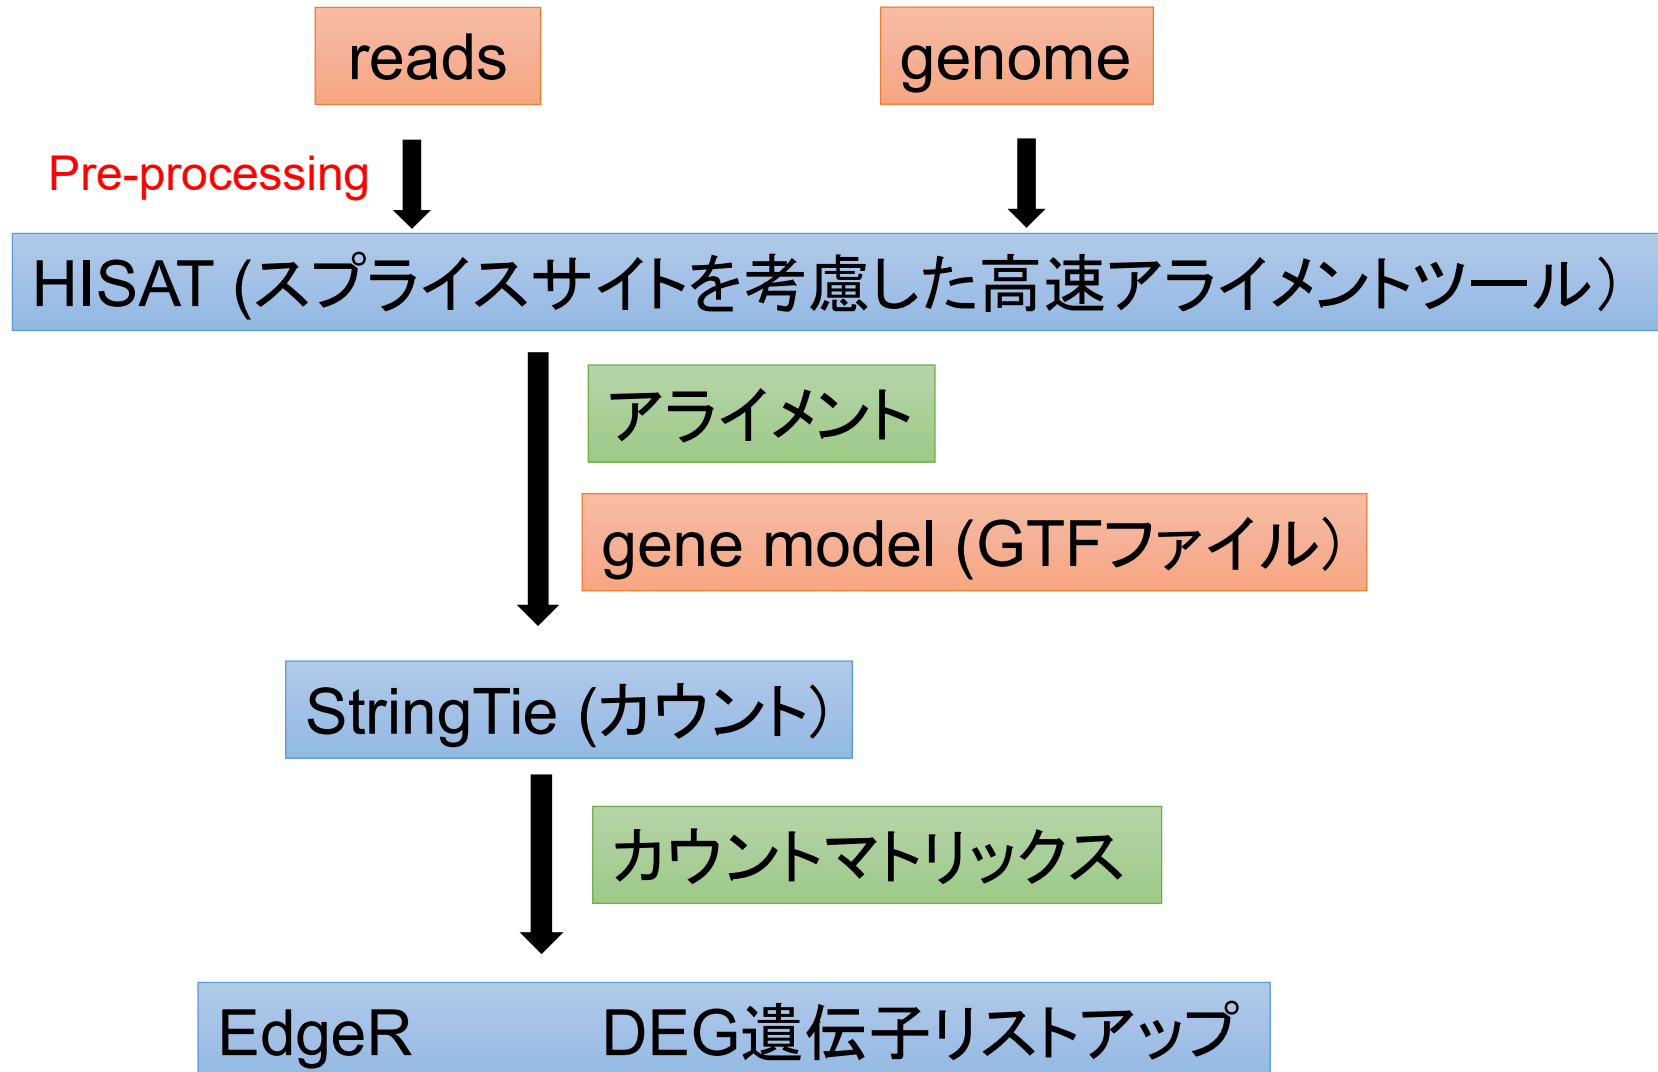 reads
genome
Pre-processing
HISAT (スプライスサイトを考慮した高速アライメントツール）
アライメント
gene model (GTFファイル）
StringTie (カウント）
カウントマトリックス
EdgeR DEG遺伝子リストアップ